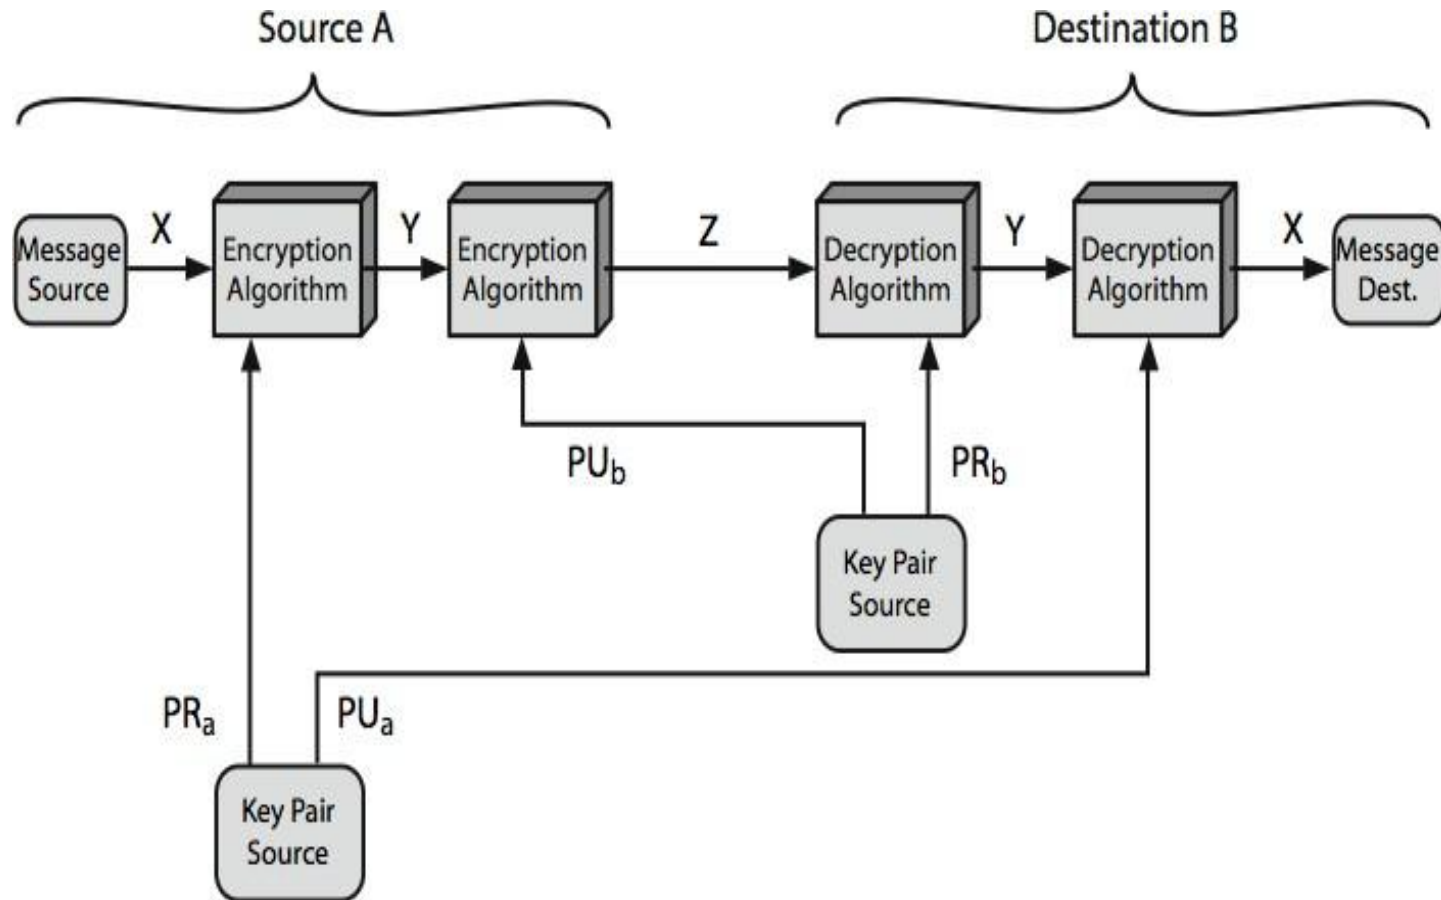 Source A
Destination B
Message
Source
X
Encryption
Algorithm
Y
Encryption
Algorithm
Z
Decryption
Algorithm
Y
Decryption
Algorithm
X
Message
Dest.
PUb
PRb
Key Pair
Source
PRa
PUa
Key Pair
Source